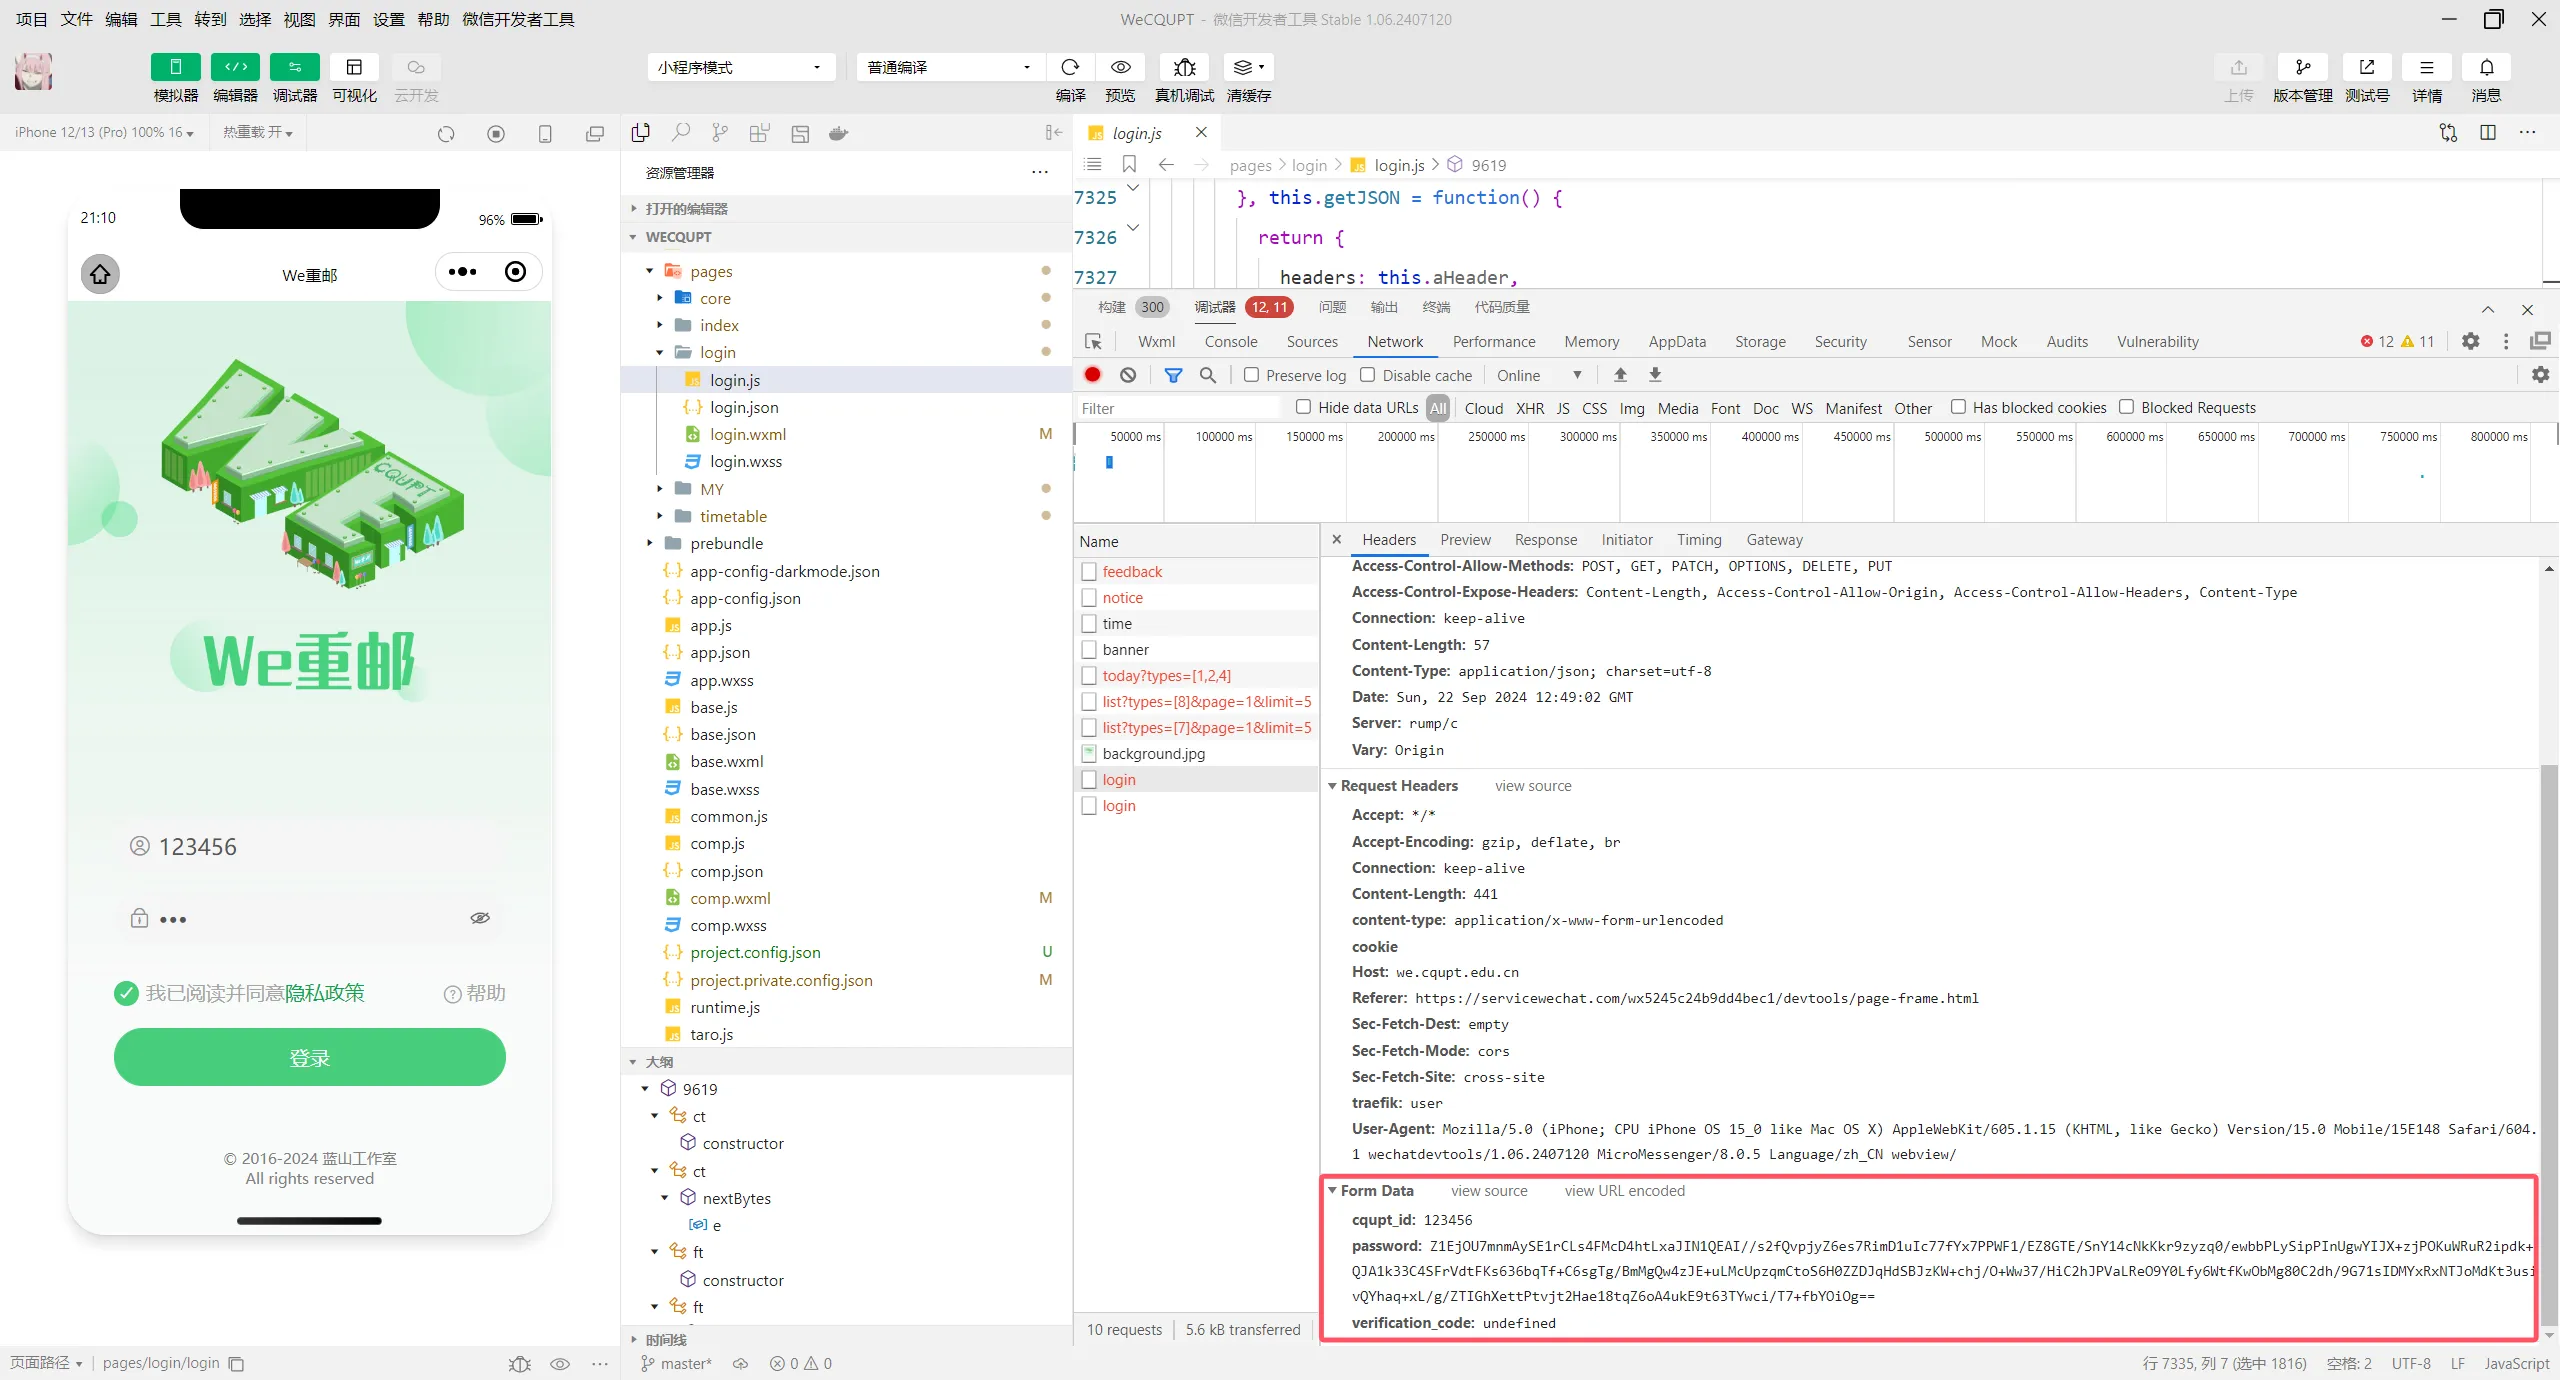 项目 文件 编辑 工具 转到 选择 视图 界面 设置 帮助 微信开发者工具
WeCQUPT - 微信开发者工具 Stable 1.06.2407120
模拟器 编辑器 调试器 可视化 云开发
小程序模式 普通编译
编译 预览 真机调试 清缓存
上传 版本管理 测试号 详情 消息
iPhone 12/13 (Pro) 100% 16 热重载 开
21:10
96%
We重邮
CQUPT
We重邮
123456
•••
我已阅读并同意隐私政策
帮助
登录
© 2016-2024 蓝山工作室
All rights reserved
页面路径 | pages/login/login
资源管理器
打开的编辑器
WECQUPT
pages
core
index
login
login.js
login.json
login.wxml M
login.wxss
MY
timetable
prebundle
app-config-darkmode.json
app-config.json
app.js
app.json
app.wxss
base.js
base.json
base.wxml
base.wxss
common.js
comp.js
comp.json
comp.wxml M
comp.wxss
project.config.json U
project.private.config.json M
runtime.js
taro.js
大纲
9619
ct
constructor
ct
nextBytes
e
ft
constructor
ft
时间线
master* 0 0
login.js
pages > login > login.js > 9619
7325 }, this.getJSON = function() {
7326 return {
7327 headers: this.aHeader,
构建 300 调试器 12, 11 问题 输出 终端 代码质量
Wxml Console Sources Network Performance Memory AppData Storage Security Sensor Mock Audits Vulnerability 12 11
Preserve log Disable cache Online
Filter Hide data URLs All Cloud XHR JS CSS Img Media Font Doc WS Manifest Other Has blocked cookies Blocked Requests
50000 ms 100000 ms 150000 ms 200000 ms 250000 ms 300000 ms 350000 ms 400000 ms 450000 ms 500000 ms 550000 ms 600000 ms 650000 ms 700000 ms 750000 ms 800000 ms
Name
feedback
notice
time
banner
today?types=[1,2,4]
list?types=[8]&page=1&limit=5
list?types=[7]&page=1&limit=5
background.jpg
login
login
10 requests 5.6 kB transferred
Headers Preview Response Initiator Timing Gateway
Access-Control-Allow-Methods: POST, GET, PATCH, OPTIONS, DELETE, PUT
Access-Control-Expose-Headers: Content-Length, Access-Control-Allow-Origin, Access-Control-Allow-Headers, Content-Type
Connection: keep-alive
Content-Length: 57
Content-Type: application/json; charset=utf-8
Date: Sun, 22 Sep 2024 12:49:02 GMT
Server: rump/c
Vary: Origin
Request Headers view source
Accept: */*
Accept-Encoding: gzip, deflate, br
Connection: keep-alive
Content-Length: 441
content-type: application/x-www-form-urlencoded
cookie
Host: we.cqupt.edu.cn
Referer: https://servicewechat.com/wx5245c24b9dd4bec1/devtools/page-frame.html
Sec-Fetch-Dest: empty
Sec-Fetch-Mode: cors
Sec-Fetch-Site: cross-site
traefik: user
User-Agent: Mozilla/5.0 (iPhone; CPU iPhone OS 15_0 like Mac OS X) AppleWebKit/605.1.15 (KHTML, like Gecko) Version/15.0 Mobile/15E148 Safari/604.
1 wechatdevtools/1.06.2407120 MicroMessenger/8.0.5 Language/zh_CN webview/
Form Data view source view URL encoded
cqupt_id: 123456
password: Z1EjOU7mnmAySE1rCLs4FMcD4htLxaJIN1QEAI//s2fQvpjyZ6es7RimD1uIc77fYx7PPWF1/EZ8GTE/SnY14cNkKkr9zyzq0/ewbbPLySipPInUgwYIJX+zjPOKuWRuR2ipdk+
QJA1k33C4SFrVdtFKs636bqTf+C6sgTg/BmMgQw4zJE+uLMcUpzqmCtoS6H0ZZDJqHdSBJzKW+chj/O+Ww37/HiC2hJPVaLReO9Y0Lfy6WtfKwObMg80C2dh/9G71sIDMYxRxNTJoMdKt3usi
vQYhaq+xL/g/ZTIGhXettPtvjt2Hae18tqZ6oA4ukE9t63TYwci/T7+fbYOiOg==
verification_code: undefined
行 7335, 列 7 (选中 1816) 空格: 2 UTF-8 LF JavaScript